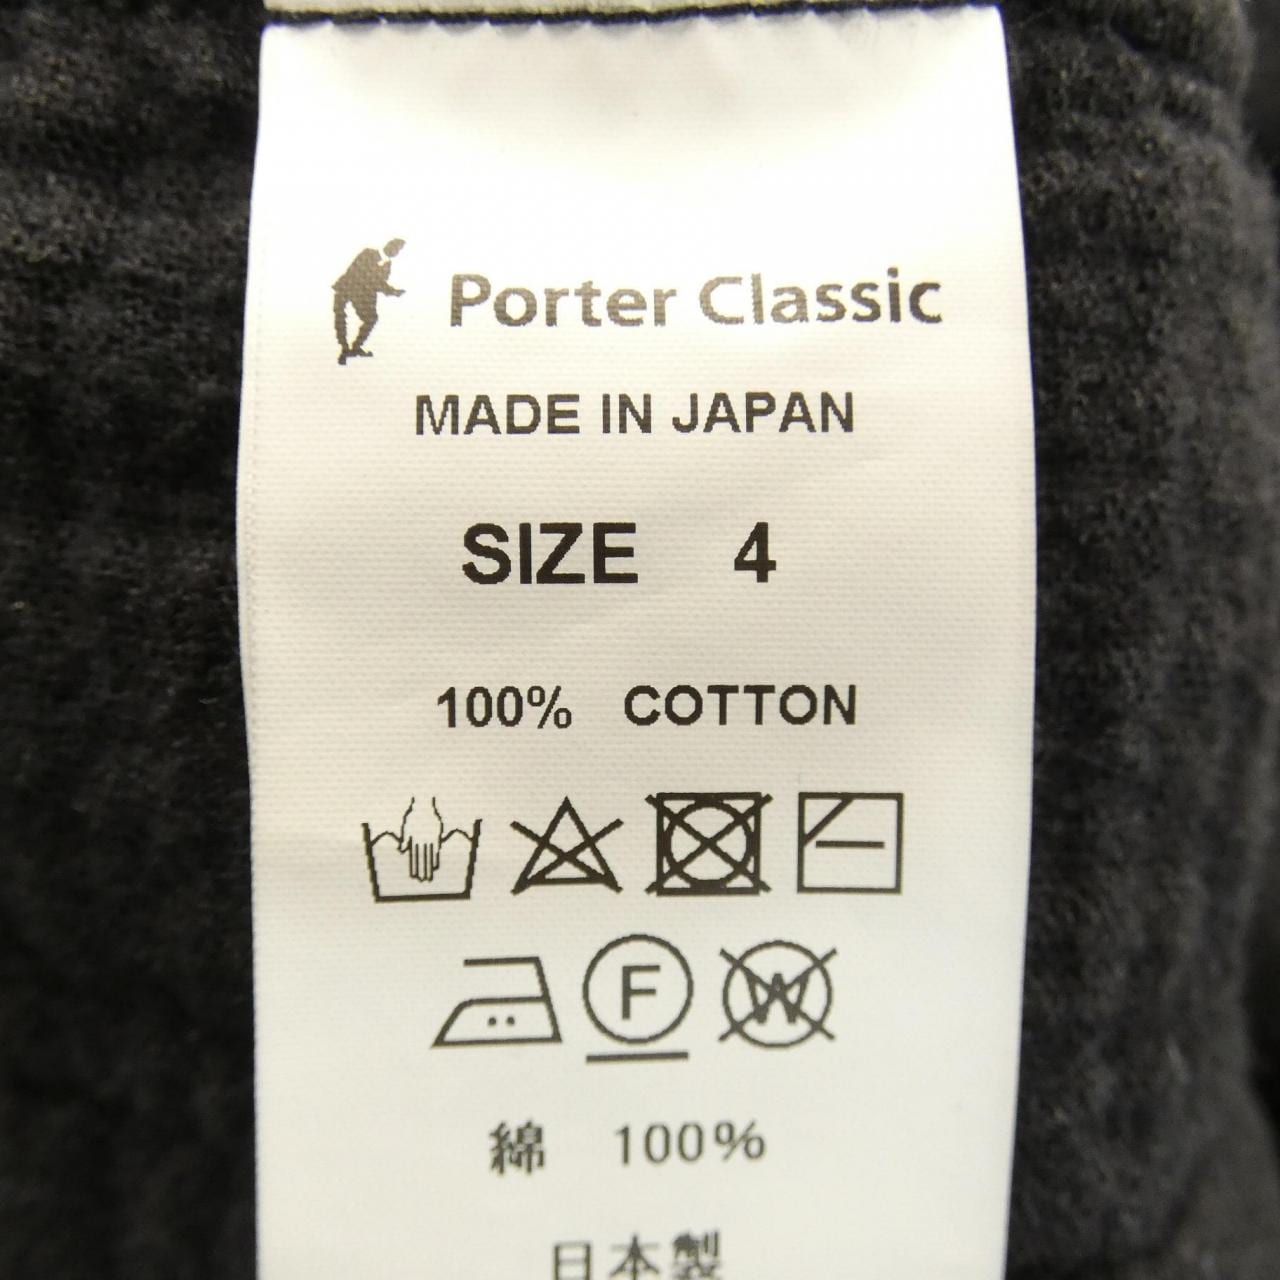 Porter Classic
MADE IN JAPAN
SIZE 4
100% COTTON
F W
綿 100%
日本製